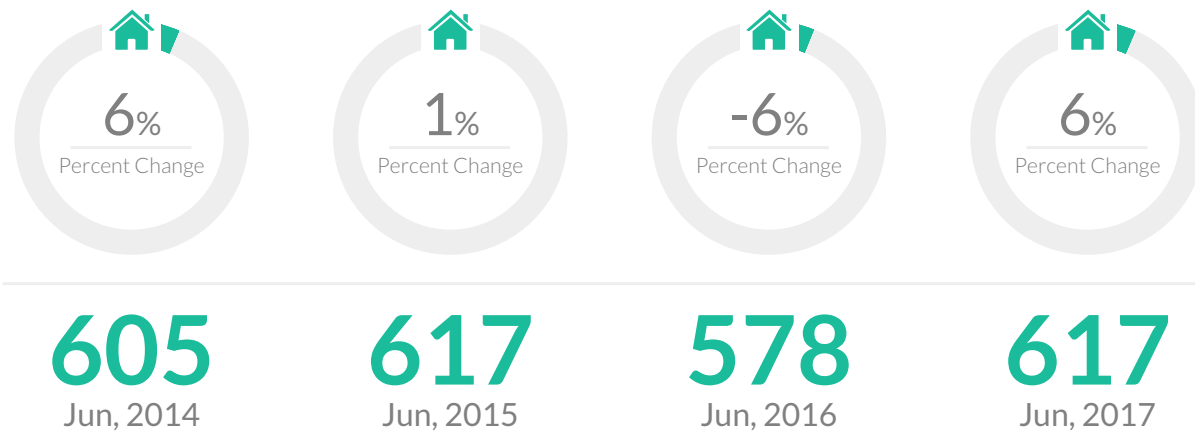 6%
Percent Change
1%
Percent Change
-6%
Percent Change
6%
Percent Change
605
Jun, 2014
617
Jun, 2015
578
Jun, 2016
617
Jun, 2017